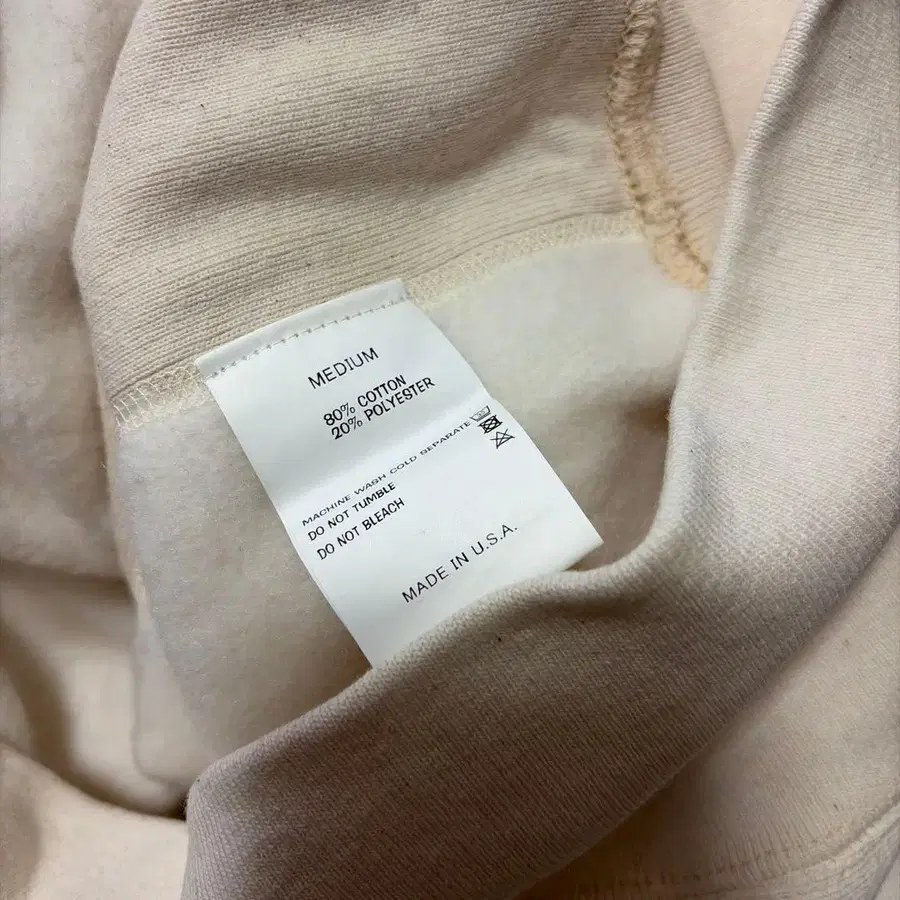 MEDIUM
80% COTTON
20% POLYESTER
MACHINE WASH COLD SEPARATE
DO NOT TUMBLE
DO NOT BLEACH
MADE IN U.S.A.